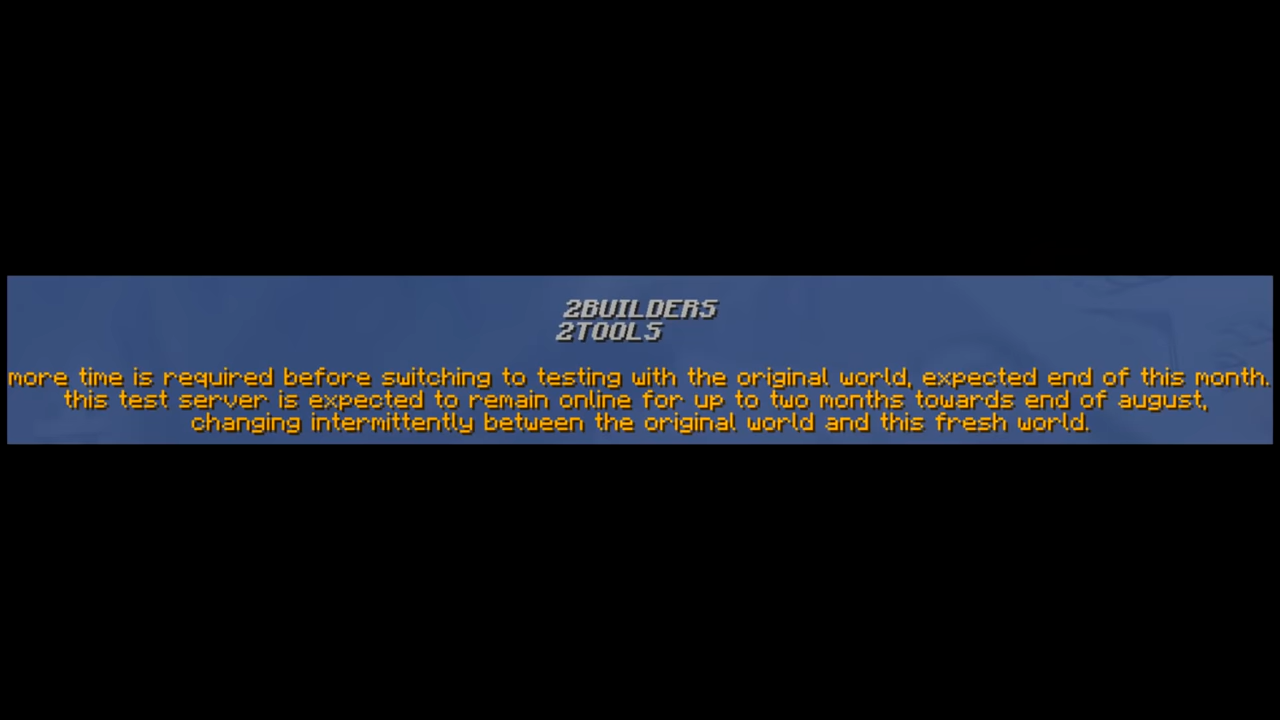 2BUILDERS
2TOOLS
more time is required before switching to testing with the original world, expected end of this month.
this test server is expected to remain online for up to two months towards end of august,
changing intermittently between the original world and this fresh world.